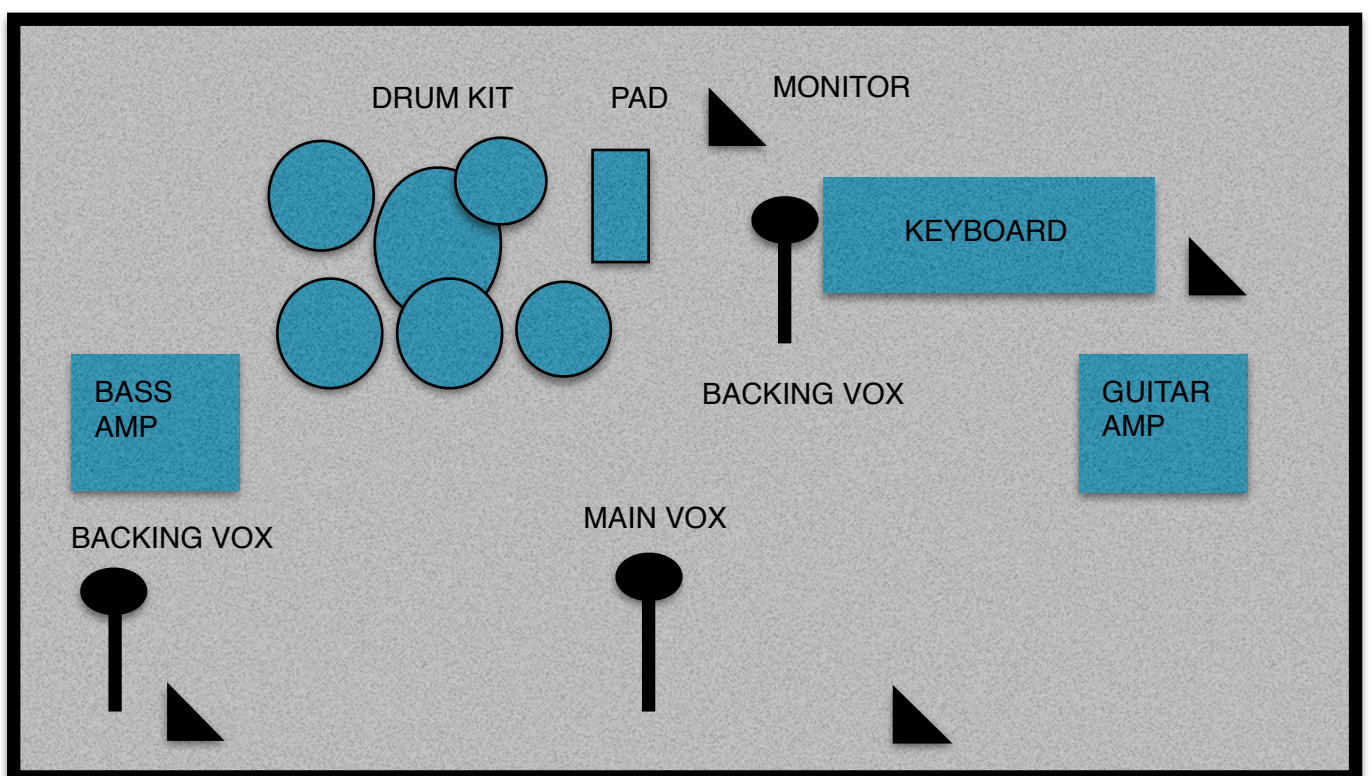 DRUM KIT
PAD
MONITOR
KEYBOARD
BASS
AMP
BACKING VOX
GUITAR
AMP
MAIN VOX
BACKING VOX